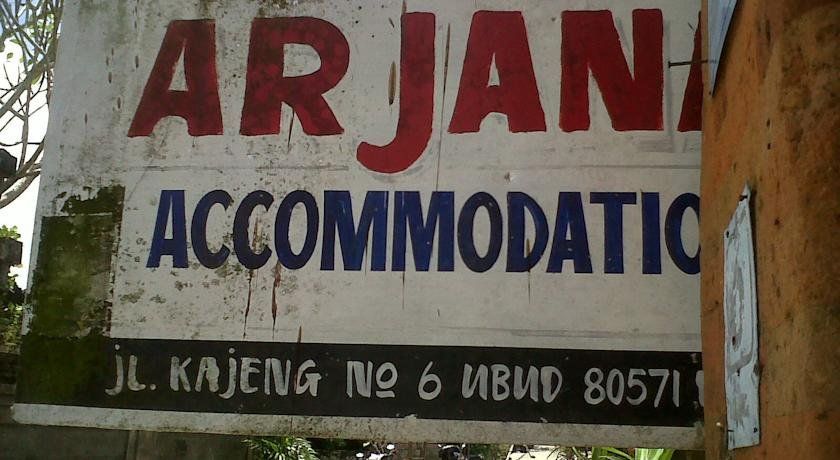 ARJAN
ACCOMMODATIO
JL. KAJENG No 6 UBUD 80571